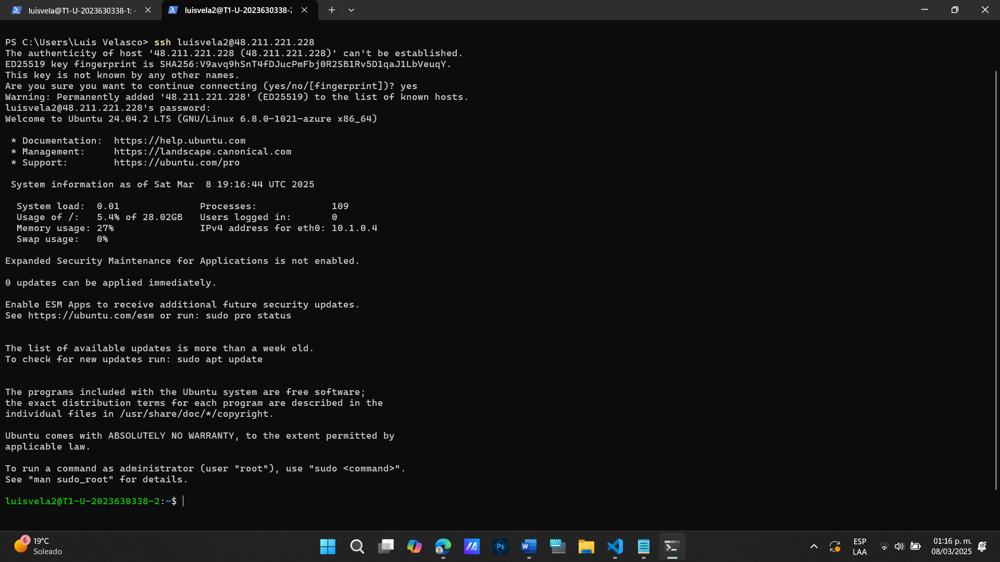 luisvela@T1-U-2023630338-1:
luisvela2@T1-U-2023630338-2
PS C:\Users\Luis Velasco> ssh luisvela2@48.211.221.228
The authenticity of host '48.211.221.228 (48.211.221.228)' can't be established.
ED25519 key fingerprint is SHA256:V9avq9hSnT4fDJucPmFbj0R2SB1Rv5D1qaJ1LbVeuqY.
This key is not known by any other names.
Are you sure you want to continue connecting (yes/no/[fingerprint])? yes
Warning: Permanently added '48.211.221.228' (ED25519) to the list of known hosts.
luisvela2@48.211.221.228's password:
Welcome to Ubuntu 24.04.2 LTS (GNU/Linux 6.8.0-1021-azure x86_64)
* Documentation:  https://help.ubuntu.com
* Management:     https://landscape.canonical.com
* Support:        https://ubuntu.com/pro
System information as of Sat Mar  8 19:16:44 UTC 2025
System load:  0.01              Processes:             109
Usage of /:   5.4% of 28.02GB   Users logged in:       0
Memory usage: 27%               IPv4 address for eth0: 10.1.0.4
Swap usage:   0%
Expanded Security Maintenance for Applications is not enabled.
0 updates can be applied immediately.
Enable ESM Apps to receive additional future security updates.
See https://ubuntu.com/esm or run: sudo pro status
The list of available updates is more than a week old.
To check for new updates run: sudo apt update
The programs included with the Ubuntu system are free software;
the exact distribution terms for each program are described in the
individual files in /usr/share/doc/*/copyright.
Ubuntu comes with ABSOLUTELY NO WARRANTY, to the extent permitted by
applicable law.
To run a command as administrator (user "root"), use "sudo <command>".
See "man sudo_root" for details.
luisvela2@T1-U-2023630338-2:~$
6
19°C
Soleado
Ps
W
ESP
LAA
01:16 p. m.
08/03/2025